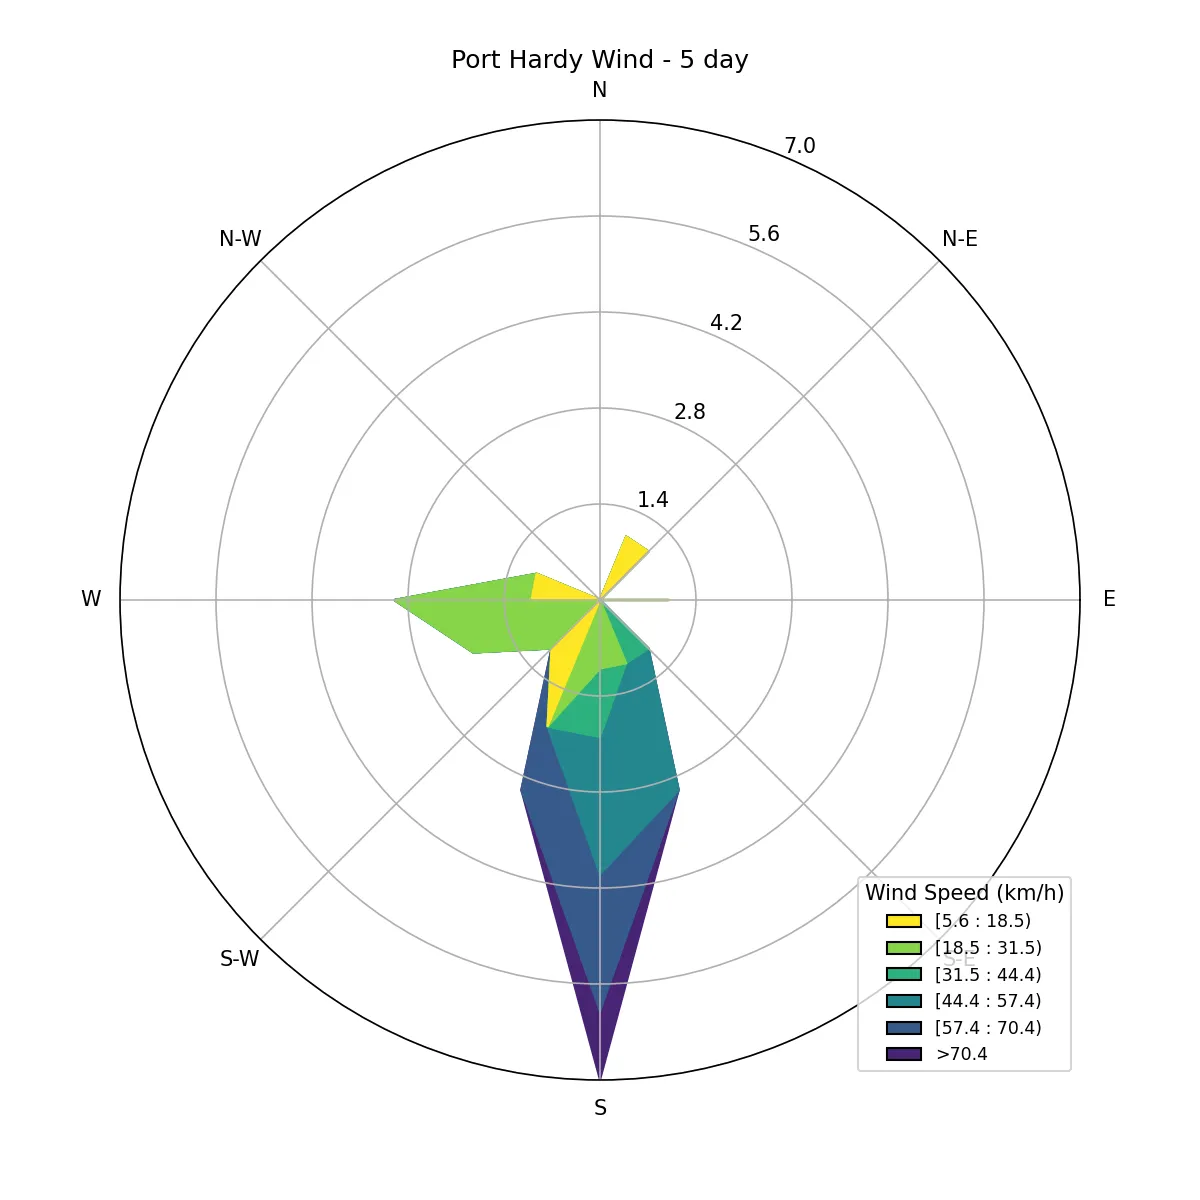 Port Hardy Wind - 5 day
N
7.0
5.6
N-W
N-E
4.2
2.8
1.4
W
E
Wind Speed (km/h)
[5.6 : 18.5)
[18.5 : 31.5)
S-W
S-E
[31.5 : 44.4)
[44.4 : 57.4)
[57.4 : 70.4)
>70.4
S